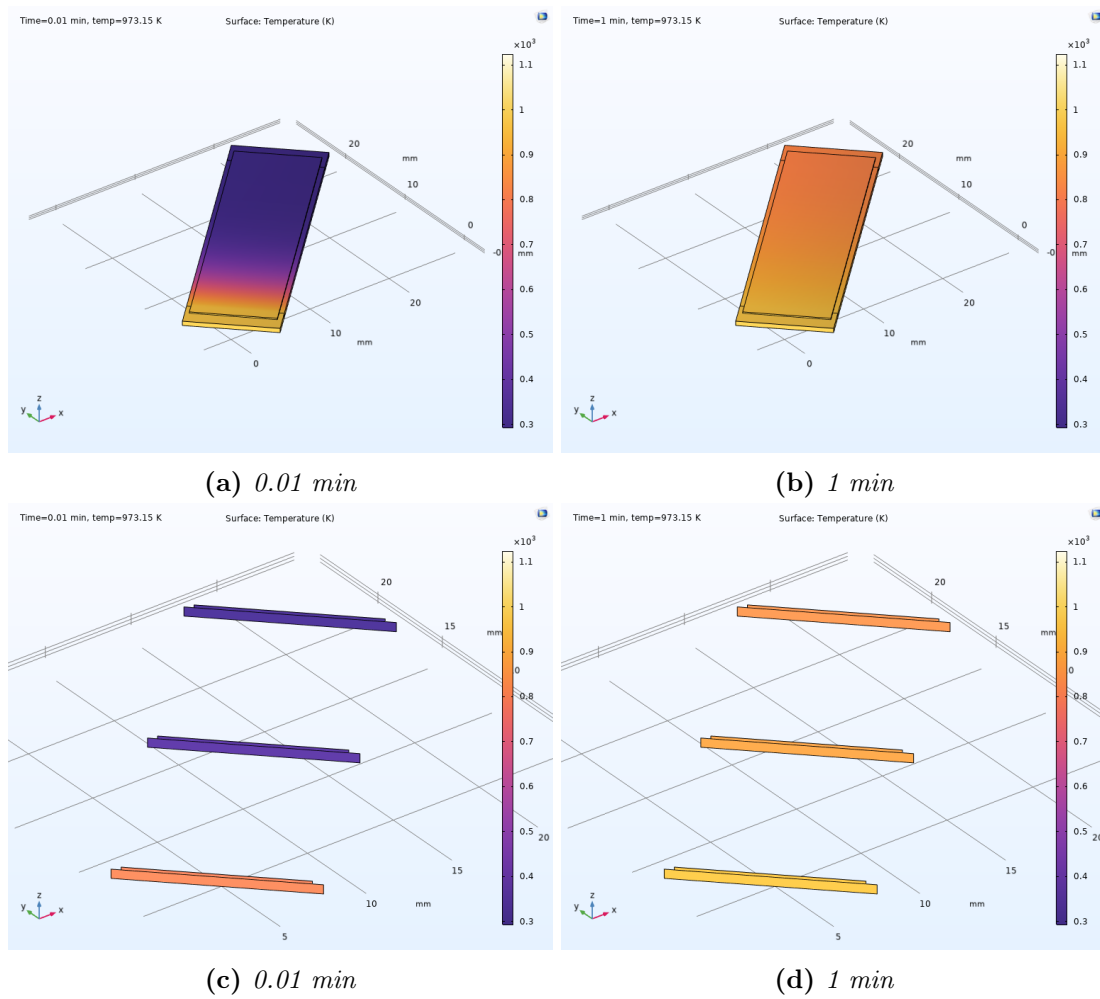 Time=0.01 min, temp=973.15 K Surface: Temperature (K)
×10³
1.1
1
0.9
0.8
0.7
0.6
0.5
0.4
0.3
20
mm
10
0
-0
mm
20
10
mm
0
z
y
x
(a) 0.01 min
Time=1 min, temp=973.15 K Surface: Temperature (K)
×10³
1.1
1
0.9
0.8
0.7
0.6
0.5
0.4
0.3
20
mm
10
0
-0
mm
20
10
mm
0
z
y
x
(b) 1 min
Time=0.01 min, temp=973.15 K Surface: Temperature (K)
×10³
1.1
1
0.9
0.8
0.7
0.6
0.5
0.4
0.3
20
15
mm
0
20
15
10
mm
5
z
y
x
(c) 0.01 min
Time=1 min, temp=973.15 K Surface: Temperature (K)
×10³
1.1
1
0.9
0.8
0.7
0.6
0.5
0.4
0.3
20
15
mm
0
20
15
10
mm
5
z
y
x
(d) 1 min